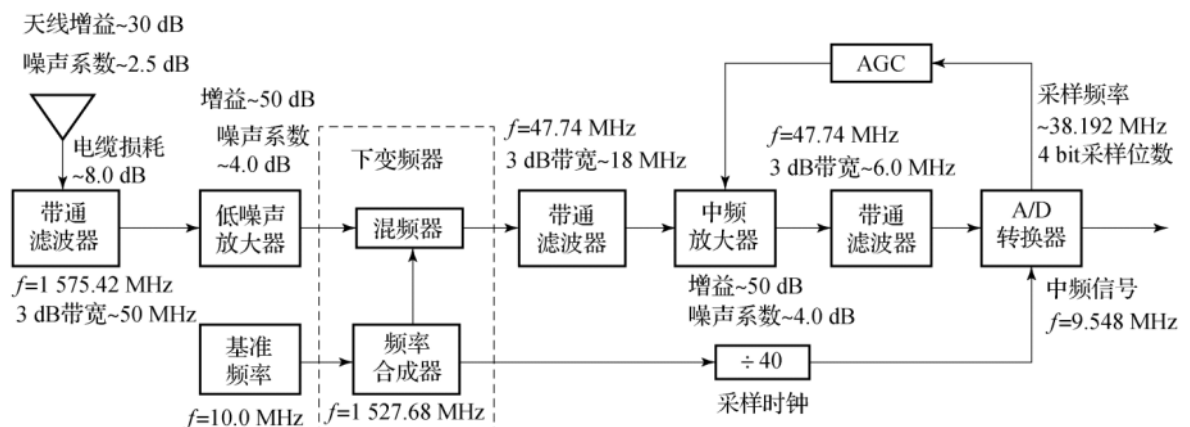 天线增益~30 dB
噪声系数~2.5 dB
电缆损耗
~8.0 dB
带通
滤波器
f=1 575.42 MHz
3 dB带宽~50 MHz
增益~50 dB
噪声系数
~4.0 dB
低噪声
放大器
下变频器
混频器
基准
频率
f=10.0 MHz
频率
合成器
f=1 527.68 MHz
f=47.74 MHz
3 dB带宽~18 MHz
带通
滤波器
中频
放大器
增益~50 dB
噪声系数~4.0 dB
AGC
f=47.74 MHz
3 dB带宽~6.0 MHz
带通
滤波器
÷40
采样时钟
采样频率
~38.192 MHz
4 bit采样位数
A/D
转换器
中频信号
f=9.548 MHz